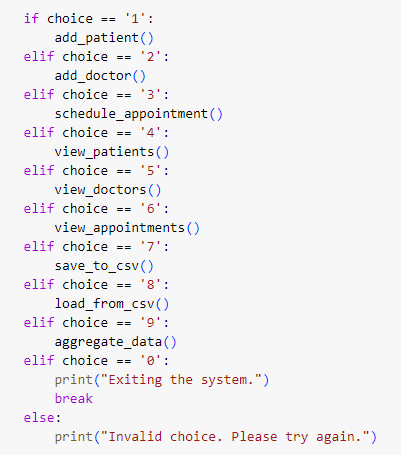 if choice == '1':
    add_patient()
elif choice == '2':
    add_doctor()
elif choice == '3':
    schedule_appointment()
elif choice == '4':
    view_patients()
elif choice == '5':
    view_doctors()
elif choice == '6':
    view_appointments()
elif choice == '7':
    save_to_csv()
elif choice == '8':
    load_from_csv()
elif choice == '9':
    aggregate_data()
elif choice == '0':
    print("Exiting the system.")
    break
else:
    print("Invalid choice. Please try again.")